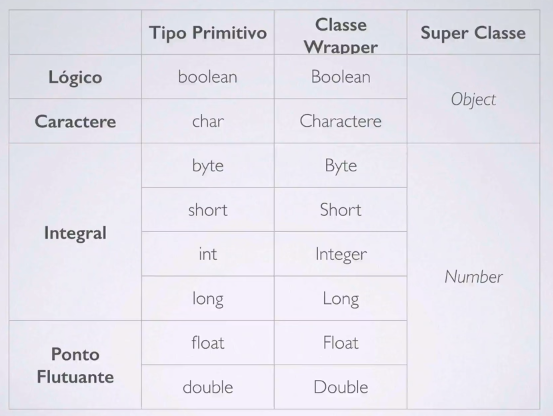 Tipo Primitivo Classe Wrapper Super Classe
Lógico boolean Boolean Object
Caractere char Charactere
Integral byte Byte Number
short Short
int Integer
long Long
Ponto Flutuante float Float
double Double